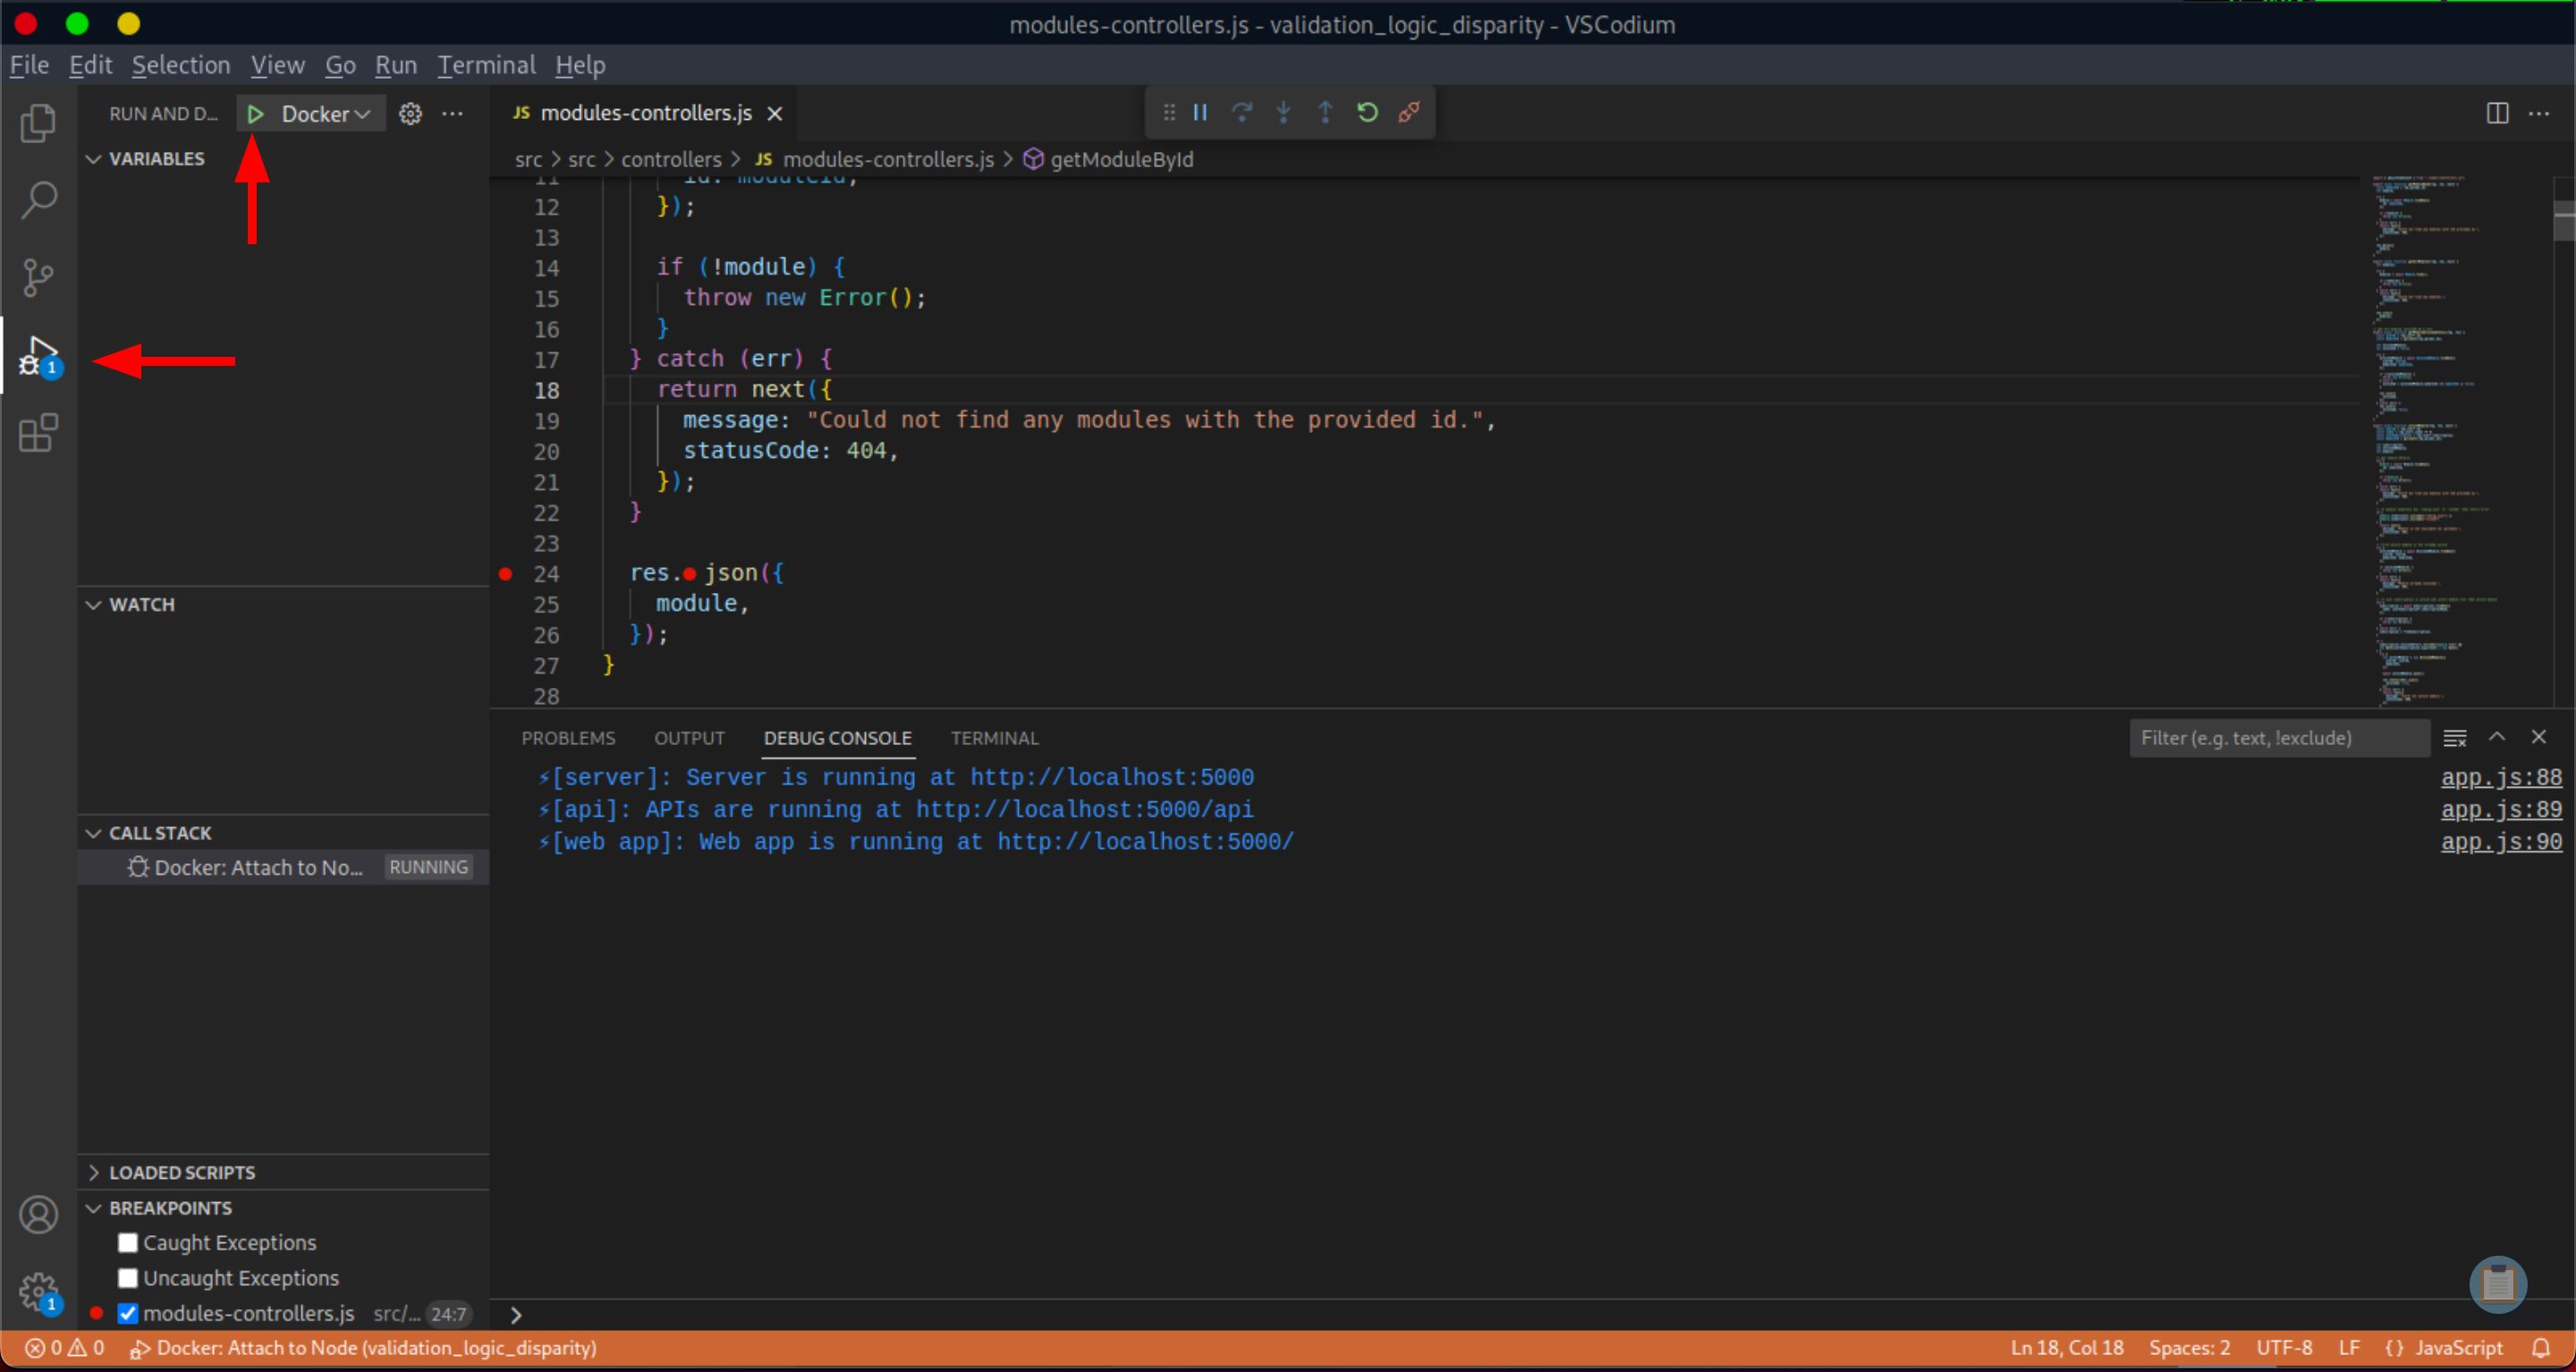 modules-controllers.js - validation_logic_disparity - VSCodium
File Edit Selection View Go Run Terminal Help
RUN AND D... Docker
JS modules-controllers.js
VARIABLES
src > src > controllers > JS modules-controllers.js > getModuleById
11 id: moduleId,
12 });
13
14 if (!module) {
15 throw new Error();
16 }
17 } catch (err) {
18 return next({
19 message: "Could not find any modules with the provided id.",
20 statusCode: 404,
21 });
22 }
23
24 res. json({
25 module,
26 });
27 }
28
WATCH
CALL STACK
Docker: Attach to No... RUNNING
LOADED SCRIPTS
BREAKPOINTS
Caught Exceptions
Uncaught Exceptions
modules-controllers.js src/... 24:7
1
1
PROBLEMS OUTPUT DEBUG CONSOLE TERMINAL
Filter (e.g. text, !exclude)
⚡[server]: Server is running at http://localhost:5000 app.js:88
⚡[api]: APIs are running at http://localhost:5000/api app.js:89
⚡[web app]: Web app is running at http://localhost:5000/ app.js:90
>
0 0 Docker: Attach to Node (validation_logic_disparity)
Ln 18, Col 18 Spaces: 2 UTF-8 LF {} JavaScript